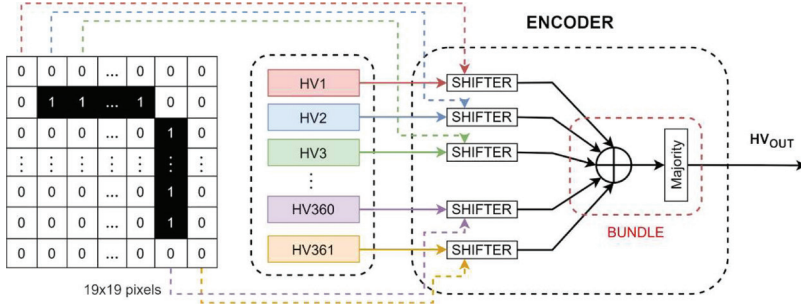 ENCODER
0 0 0 ... 0 0 0
0 1 1 ... 1 0 0
0 0 0 ... 0 1 0
⋮ ⋮ ⋮ ... ⋮ ⋮ ⋮
0 0 0 ... 0 1 0
0 0 0 ... 0 1 0
0 0 0 ... 0 0 0
19x19 pixels
HV1
HV2
HV3
⋮
HV360
HV361
SHIFTER
SHIFTER
SHIFTER
SHIFTER
SHIFTER
Majority
BUNDLE
HVOUT